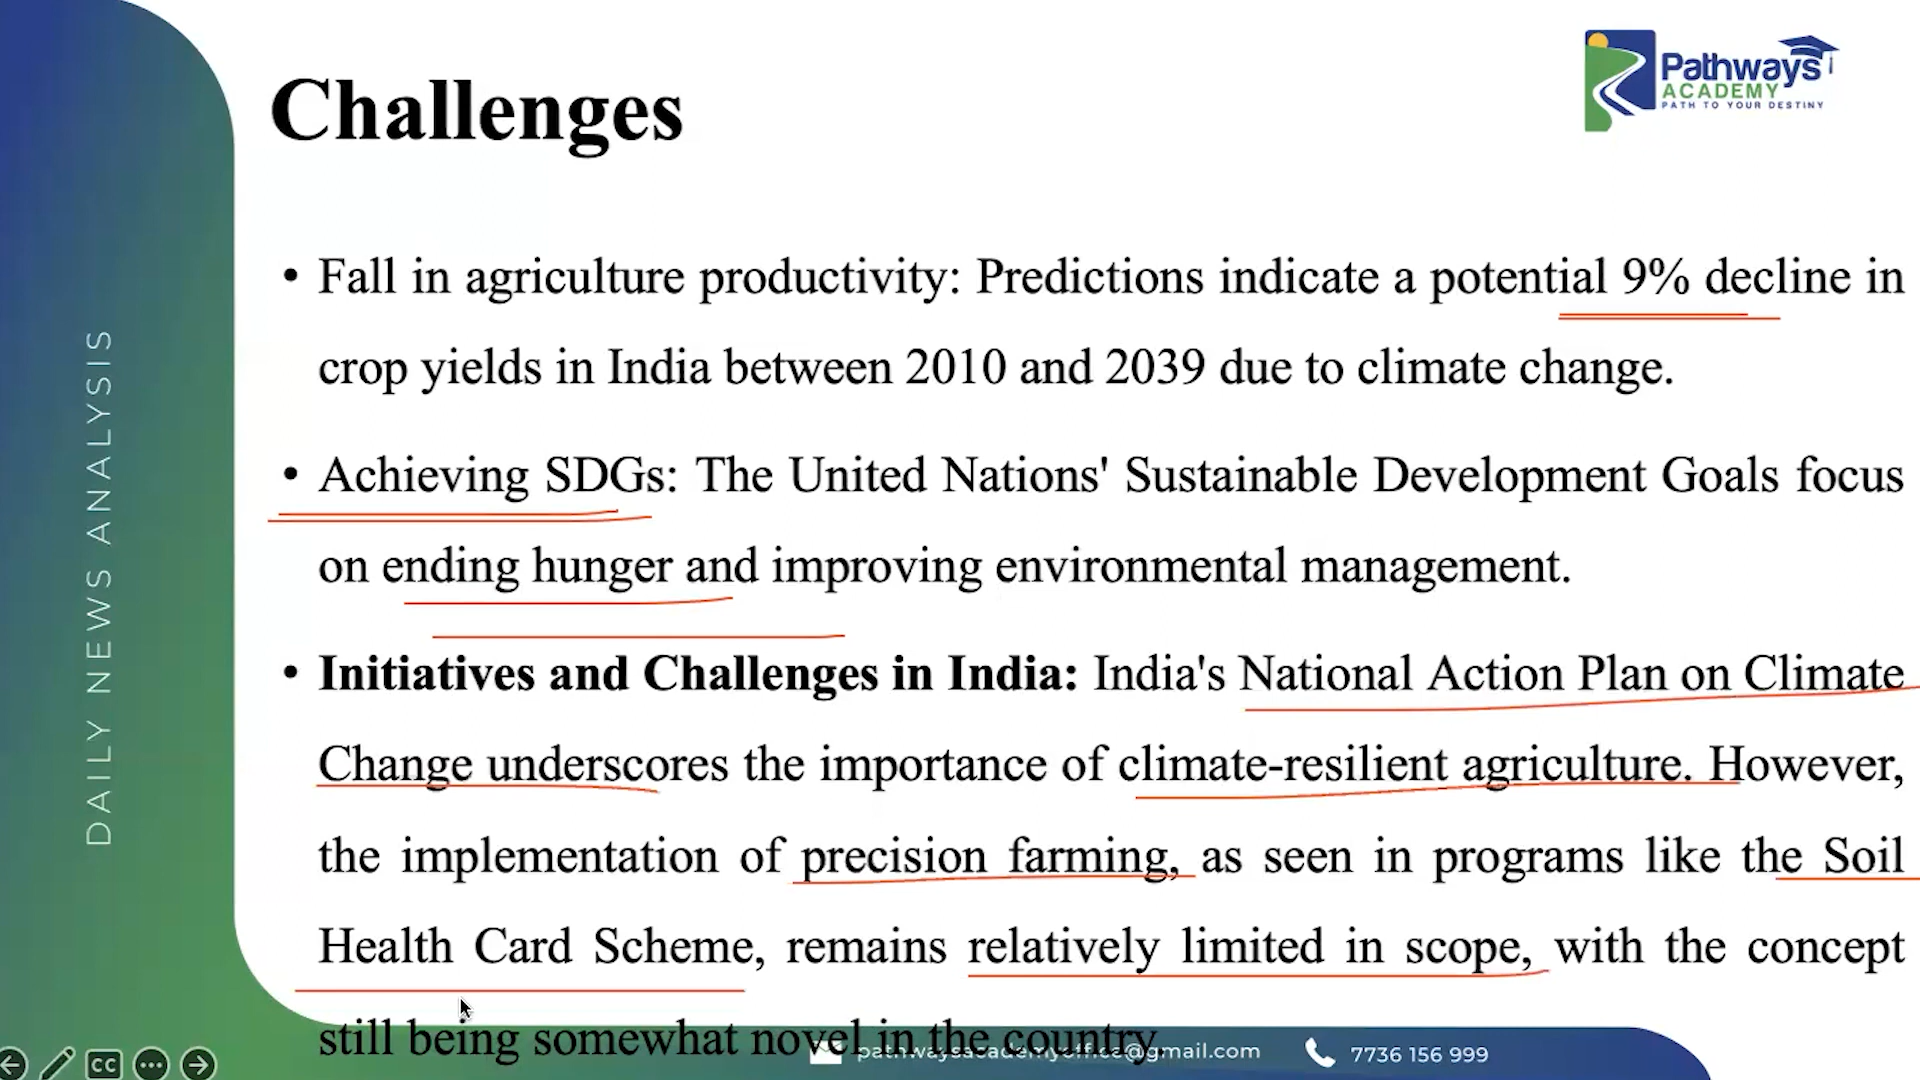 Challenges
Pathways
ACADEMY
PATH TO YOUR DESTINY
DAILY NEWS ANALYSIS
• Fall in agriculture productivity: Predictions indicate a potential 9% decline in
crop yields in India between 2010 and 2039 due to climate change.
• Achieving SDGs: The United Nations' Sustainable Development Goals focus
on ending hunger and improving environmental management.
• Initiatives and Challenges in India: India's National Action Plan on Climate
Change underscores the importance of climate-resilient agriculture. However,
the implementation of precision farming, as seen in programs like the Soil
Health Card Scheme, remains relatively limited in scope, with the concept
still being somewhat novel in the country
CC
7736 156 999